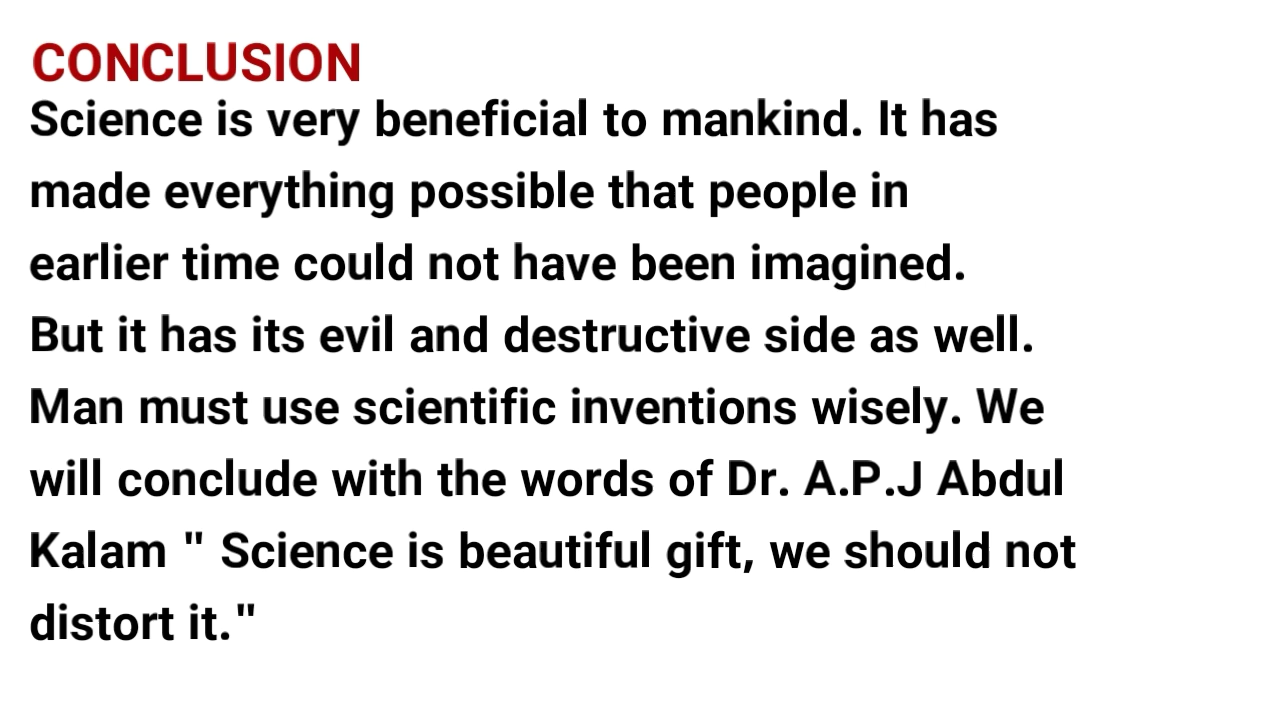 CONCLUSION
Science is very beneficial to mankind. It has
made everything possible that people in
earlier time could not have been imagined.
But it has its evil and destructive side as well.
Man must use scientific inventions wisely. We
will conclude with the words of Dr. A.P.J Abdul
Kalam " Science is beautiful gift, we should not
distort it."